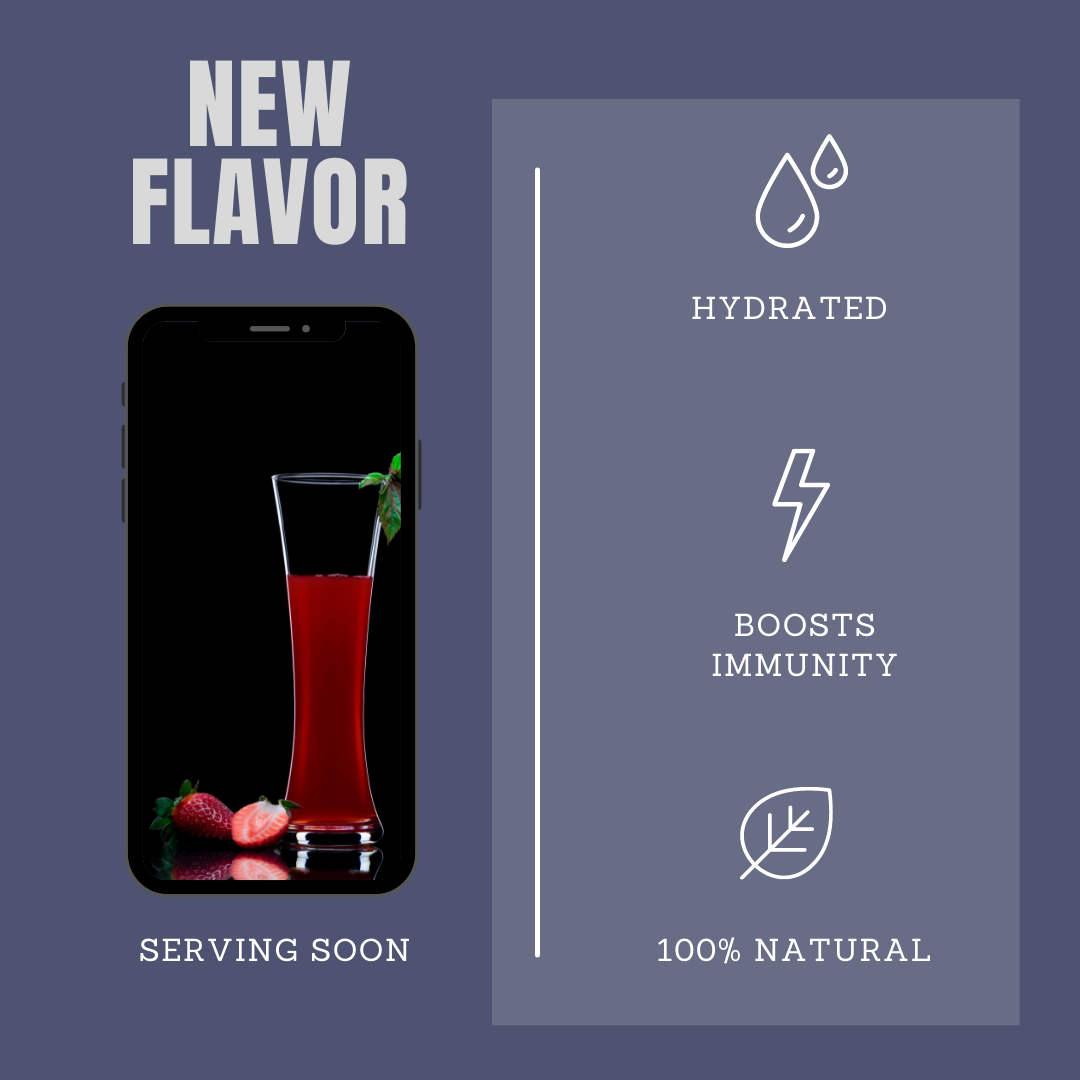 NEW
FLAVOR
SERVING SOON
HYDRATED
BOOSTS
IMMUNITY
100% NATURAL